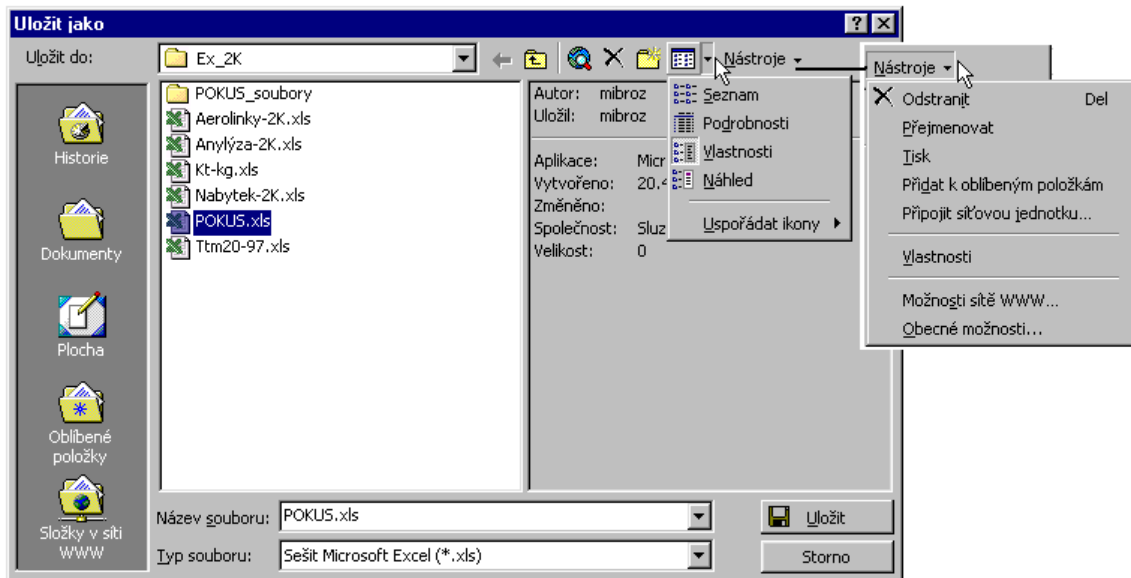 Uložit jako
Uložit do:
Ex_2K
Nástroje
Nástroje
Historie
Dokumenty
Plocha
Oblíbené
položky
Složky v síti
WWW
POKUS_soubory
Aerolinky-2K.xls
Anylýza-2K.xls
Kt-kg.xls
Nabytek-2K.xls
POKUS.xls
Ttm20-97.xls
Autor: mibroz
Uložil: mibroz
Aplikace: Micr
Vytvořeno: 20.4
Změněno:
Společnost: Sluz
Velikost: 0
Seznam
Podrobnosti
Vlastnosti
Náhled
Uspořádat ikony
Odstranit Del
Přejmenovat
Tisk
Přidat k oblíbeným položkám
Připojit síťovou jednotku...
Vlastnosti
Možnosti sítě WWW...
Obecné možnosti...
Název souboru: POKUS.xls
Uložit
Typ souboru: Sešit Microsoft Excel (*.xls)
Storno